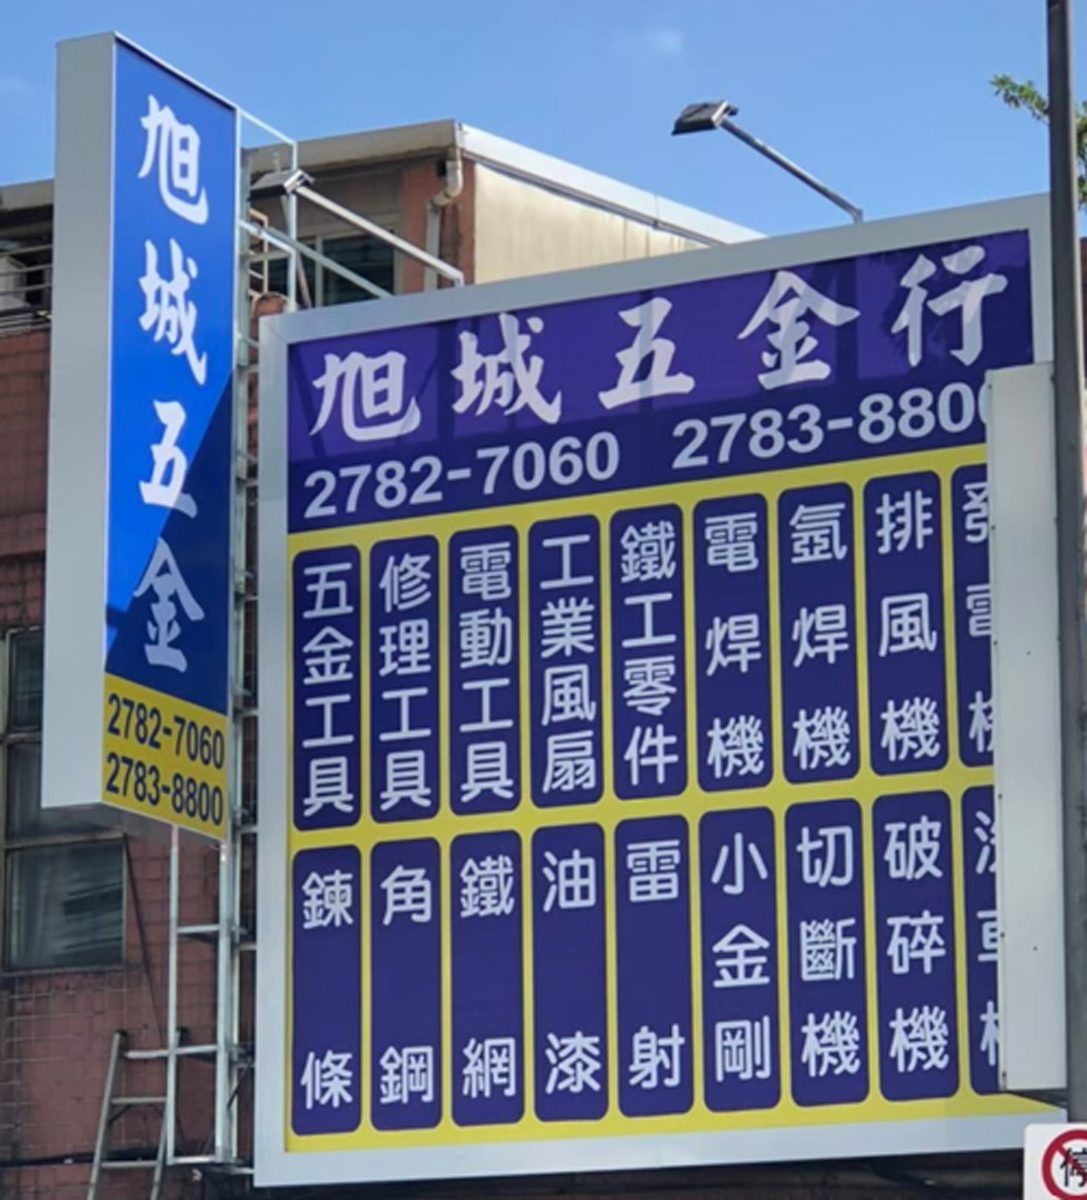 旭城五金
2782-7060
2783-8800
旭城五金行
2782-7060 2783-8800
五金工具
修理工具
電動工具
工業風扇
鐵工零件
電焊機
氬焊機
排風機
鍊條
角鋼
鐵網
油漆
雷射
小金剛
切斷機
破碎機